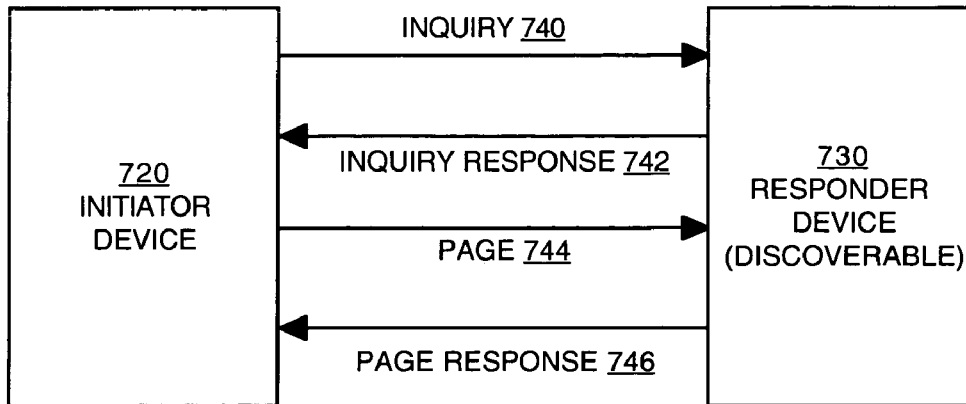 INQUIRY 740
INQUIRY RESPONSE 742
720
INITIATOR
DEVICE
730
RESPONDER
DEVICE
(DISCOVERABLE)
PAGE 744
PAGE RESPONSE 746